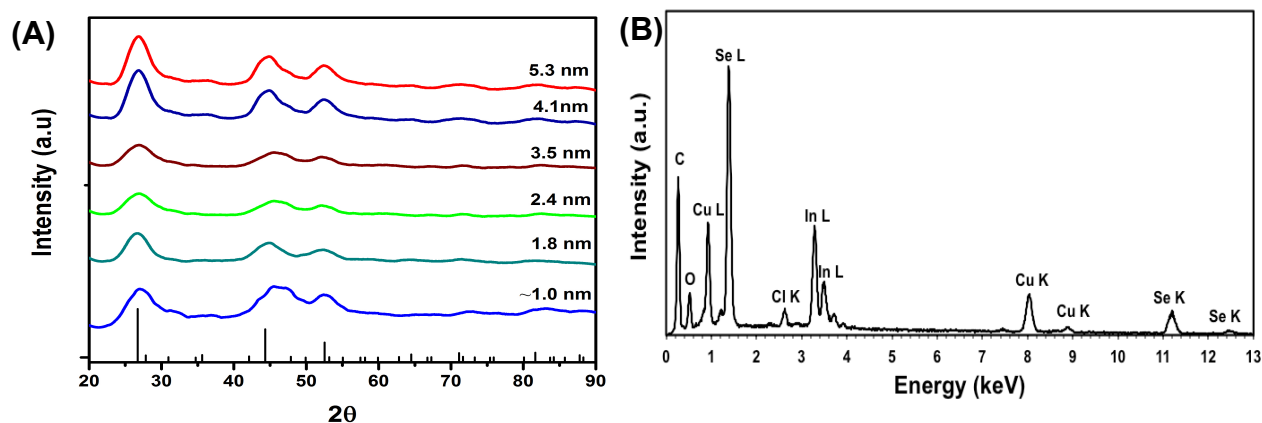 (A)
Intensity (a.u)
5.3 nm
4.1nm
3.5 nm
2.4 nm
1.8 nm
~1.0 nm
20 30 40 50 60 70 80 90
2θ
(B)
Intensity (a.u.)
C
O
Cu L
Se L
Cl K
In L
In L
Cu K
Cu K
Se K
Se K
0 1 2 3 4 5 6 7 8 9 10 11 12 13
Energy (keV)